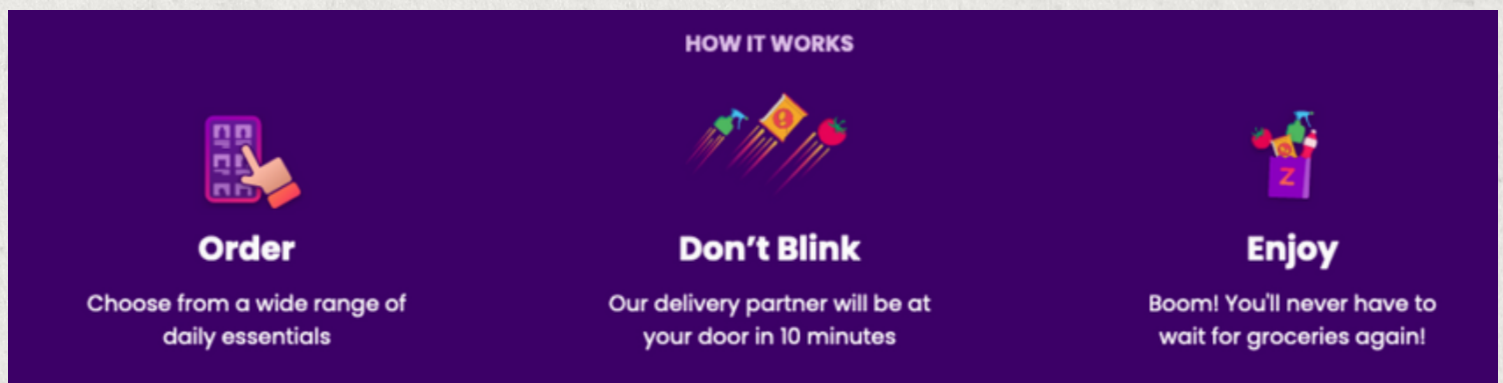 HOW IT WORKS
Z
Order
Choose from a wide range of
daily essentials
Don't Blink
Our delivery partner will be at
your door in 10 minutes
Enjoy
Boom! You'll never have to
wait for groceries again!